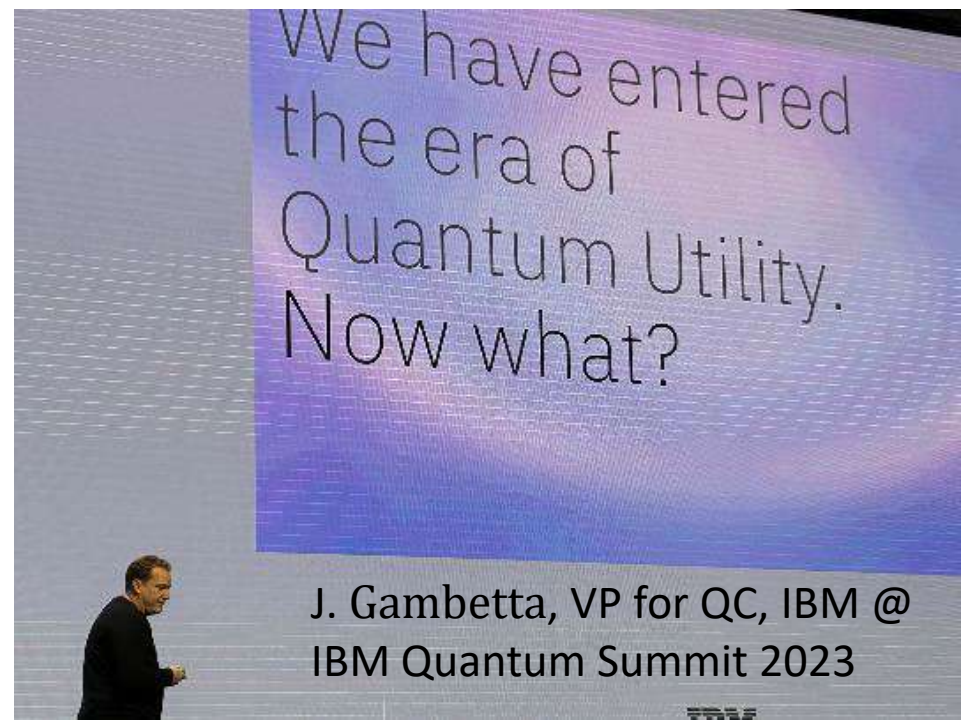 We have entered
the era of
Quantum Utility.
Now what?
J. Gambetta, VP for QC, IBM @
IBM Quantum Summit 2023
IBM